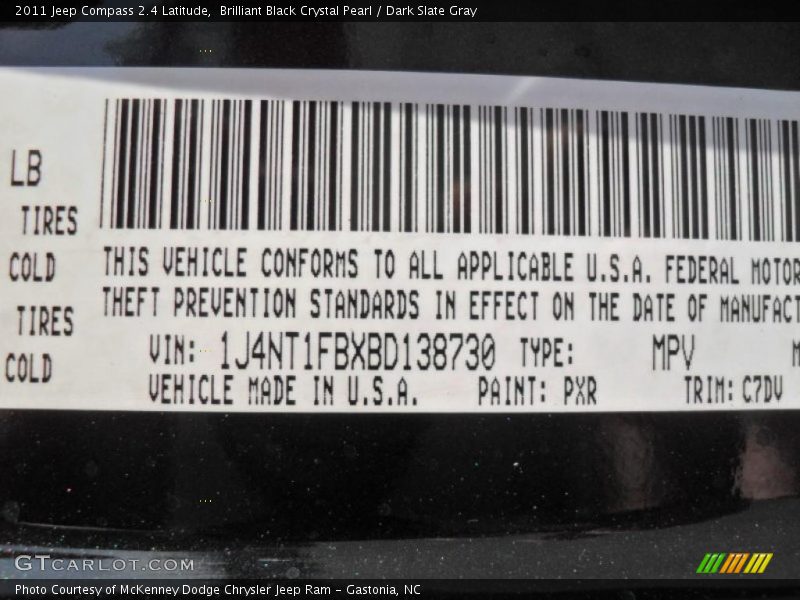 2011 Jeep Compass 2.4 Latitude,  Brilliant Black Crystal Pearl / Dark Slate Gray
LB
TIRES
COLD
TIRES
COLD
THIS VEHICLE CONFORMS TO ALL APPLICABLE U.S.A. FEDERAL MOTOR
THEFT PREVENTION STANDARDS IN EFFECT ON THE DATE OF MANUFACT
VIN: 1J4NT1FBXBD138730 TYPE: MPV
VEHICLE MADE IN U.S.A. PAINT: PXR TRIM: C7DV
GTCARLOT.COM
Photo Courtesy of McKenney Dodge Chrysler Jeep Ram – Gastonia, NC